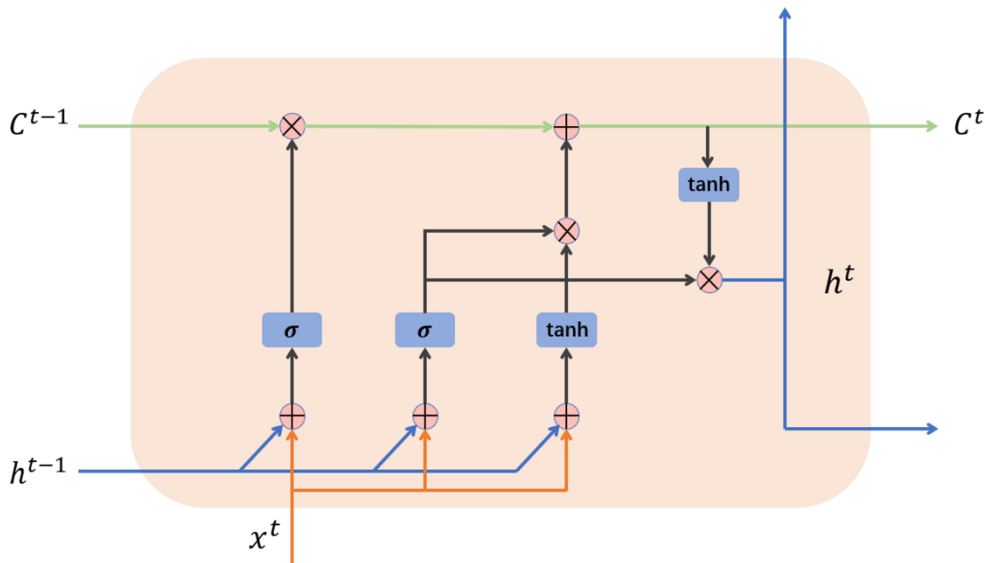 C^{t-1}
C^t
tanh
h^t
σ
σ
tanh
h^{t-1}
x^t